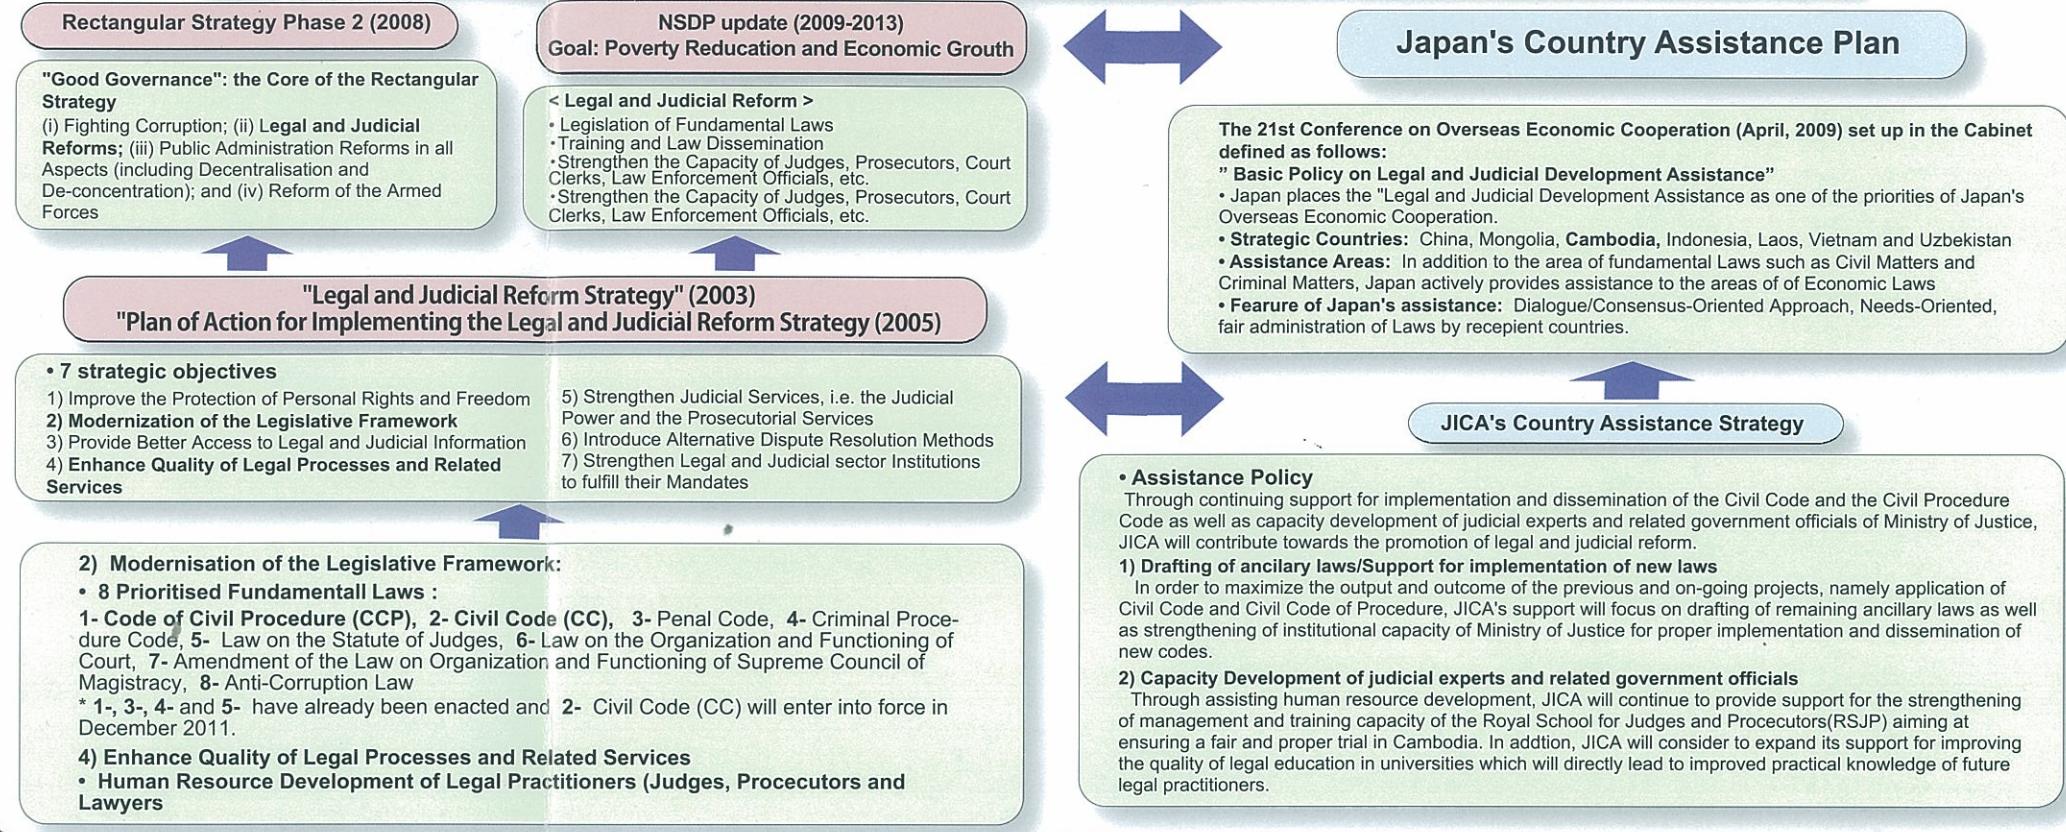 Rectangular Strategy Phase 2 (2008)
"Good Governance": the Core of the Rectangular
Strategy
(i) Fighting Corruption; (ii) Legal and Judicial
Reforms; (iii) Public Administration Reforms in all
Aspects (including Decentralisation and
De-concentration); and (iv) Reform of the Armed
Forces
NSDP update (2009-2013)
Goal: Poverty Reducation and Economic Grouth
< Legal and Judicial Reform >
• Legislation of Fundamental Laws
•Training and Law Dissemination
•Strengthen the Capacity of Judges, Prosecutors, Court
Clerks, Law Enforcement Officials, etc.
•Strengthen the Capacity of Judges, Prosecutors, Court
Clerks, Law Enforcement Officials, etc.
"Legal and Judicial Reform Strategy" (2003)
"Plan of Action for Implementing the Legal and Judicial Reform Strategy (2005)
• 7 strategic objectives
1) Improve the Protection of Personal Rights and Freedom
2) Modernization of the Legislative Framework
3) Provide Better Access to Legal and Judicial Information
4) Enhance Quality of Legal Processes and Related
Services
5) Strengthen Judicial Services, i.e. the Judicial
Power and the Prosecutorial Services
6) Introduce Alternative Dispute Resolution Methods
7) Strengthen Legal and Judicial sector Institutions
to fulfill their Mandates
2) Modernisation of the Legislative Framework:
• 8 Prioritised Fundamentall Laws :
1- Code of Civil Procedure (CCP), 2- Civil Code (CC), 3- Penal Code, 4- Criminal Proce-
dure Code, 5- Law on the Statute of Judges, 6- Law on the Organization and Functioning of
Court, 7- Amendment of the Law on Organization and Functioning of Supreme Council of
Magistracy, 8- Anti-Corruption Law
* 1-, 3-, 4- and 5- have already been enacted and 2- Civil Code (CC) will enter into force in
December 2011.
4) Enhance Quality of Legal Processes and Related Services
• Human Resource Development of Legal Practitioners (Judges, Procecutors and
Lawyers
Japan's Country Assistance Plan
The 21st Conference on Overseas Economic Cooperation (April, 2009) set up in the Cabinet
defined as follows:
” Basic Policy on Legal and Judicial Development Assistance”
• Japan places the "Legal and Judicial Development Assistance as one of the priorities of Japan's
Overseas Economic Cooperation.
• Strategic Countries: China, Mongolia, Cambodia, Indonesia, Laos, Vietnam and Uzbekistan
• Assistance Areas: In addition to the area of fundamental Laws such as Civil Matters and
Criminal Matters, Japan actively provides assistance to the areas of of Economic Laws
• Fearure of Japan's assistance: Dialogue/Consensus-Oriented Approach, Needs-Oriented,
fair administration of Laws by recepient countries.
JICA's Country Assistance Strategy
• Assistance Policy
Through continuing support for implementation and dissemination of the Civil Code and the Civil Procedure
Code as well as capacity development of judicial experts and related government officials of Ministry of Justice,
JICA will contribute towards the promotion of legal and judicial reform.
1) Drafting of ancilary laws/Support for implementation of new laws
In order to maximize the output and outcome of the previous and on-going projects, namely application of
Civil Code and Civil Code of Procedure, JICA's support will focus on drafting of remaining ancillary laws as well
as strengthening of institutional capacity of Ministry of Justice for proper implementation and dissemination of
new codes.
2) Capacity Development of judicial experts and related government officials
Through assisting human resource development, JICA will continue to provide support for the strengthening
of management and training capacity of the Royal School for Judges and Procecutors(RSJP) aiming at
ensuring a fair and proper trial in Cambodia. In addtion, JICA will consider to expand its support for improving
the quality of legal education in universities which will directly lead to improved practical knowledge of future
legal practitioners.